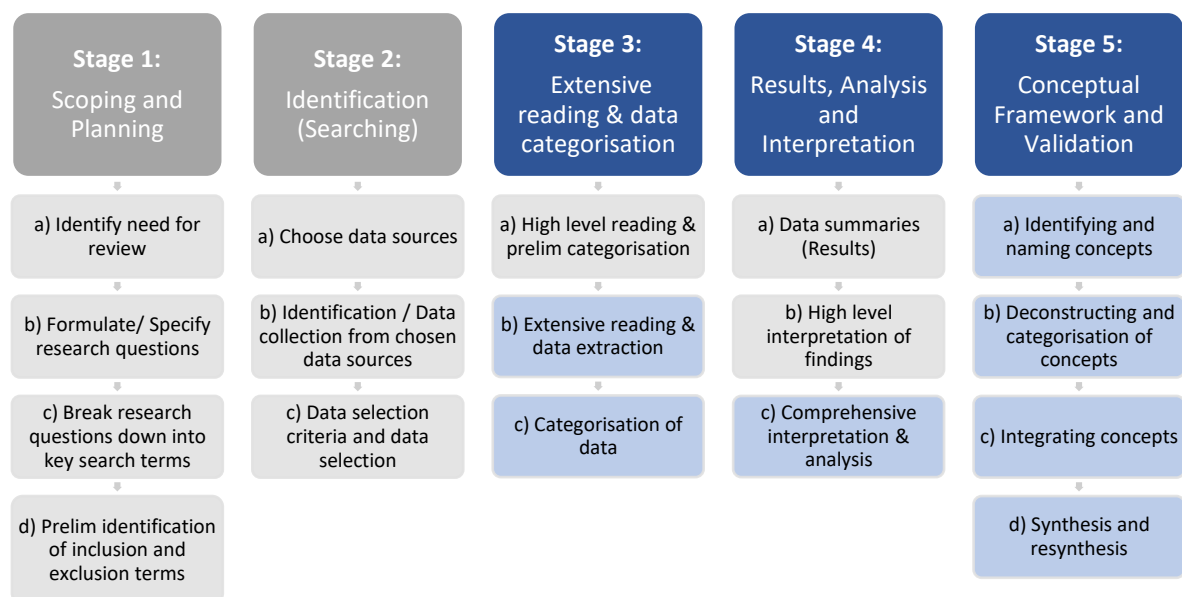 Stage 1:
Scoping and
Planning
a) Identify need for
review
b) Formulate/ Specify
research questions
c) Break research
questions down into
key search terms
d) Prelim identification
of inclusion and
exclusion terms
Stage 2:
Identification
(Searching)
a) Choose data sources
b) Identification / Data
collection from chosen
data sources
c) Data selection
criteria and data
selection
Stage 3:
Extensive
reading & data
categorisation
a) High level reading &
prelim categorisation
b) Extensive reading &
data extraction
c) Categorisation of
data
Stage 4:
Results, Analysis
and
Interpretation
a) Data summaries
(Results)
b) High level
interpretation of
findings
c) Comprehensive
interpretation &
analysis
Stage 5:
Conceptual
Framework and
Validation
a) Identifying and
naming concepts
b) Deconstructing and
categorisation of
concepts
c) Integrating concepts
d) Synthesis and
resynthesis